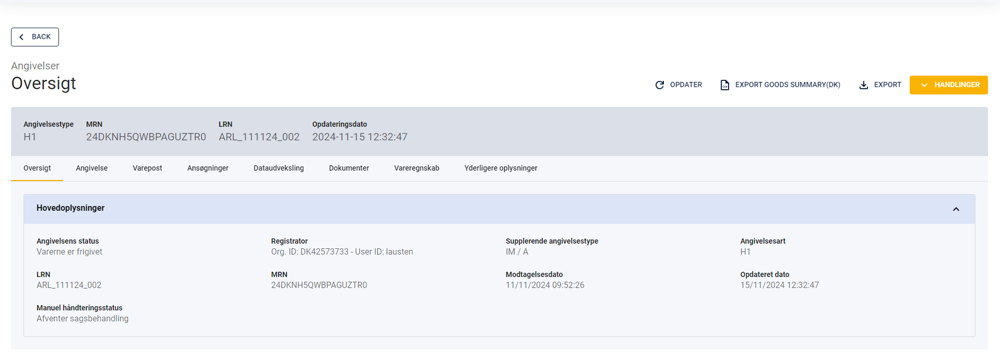 BACK
Angivelser
Oversigt
OPDATER
CSV
EXPORT GOODS SUMMARY(DK)
EXPORT
HANDLINGER
Angivelsestype MRN LRN Opdateringsdato
H1 24DKNH5QWBPAGUZTR0 ARL_111124_002 2024-11-15 12:32:47
Oversigt Angivelse Varepost Ansøgninger Dataudveksling Dokumenter Vareregnskab Yderligere oplysninger
Hovedoplysninger
Angivelsens status Registrator Supplerende angivelsestype Angivelsesart
Varerne er frigivet Org. ID: DK42573733 - User ID: lausten IM / A H1
LRN MRN Modtagelsesdato Opdateret dato
ARL_111124_002 24DKNH5QWBPAGUZTR0 11/11/2024 09:52:26 15/11/2024 12:32:47
Manuel håndteringsstatus
Afventer sagsbehandling